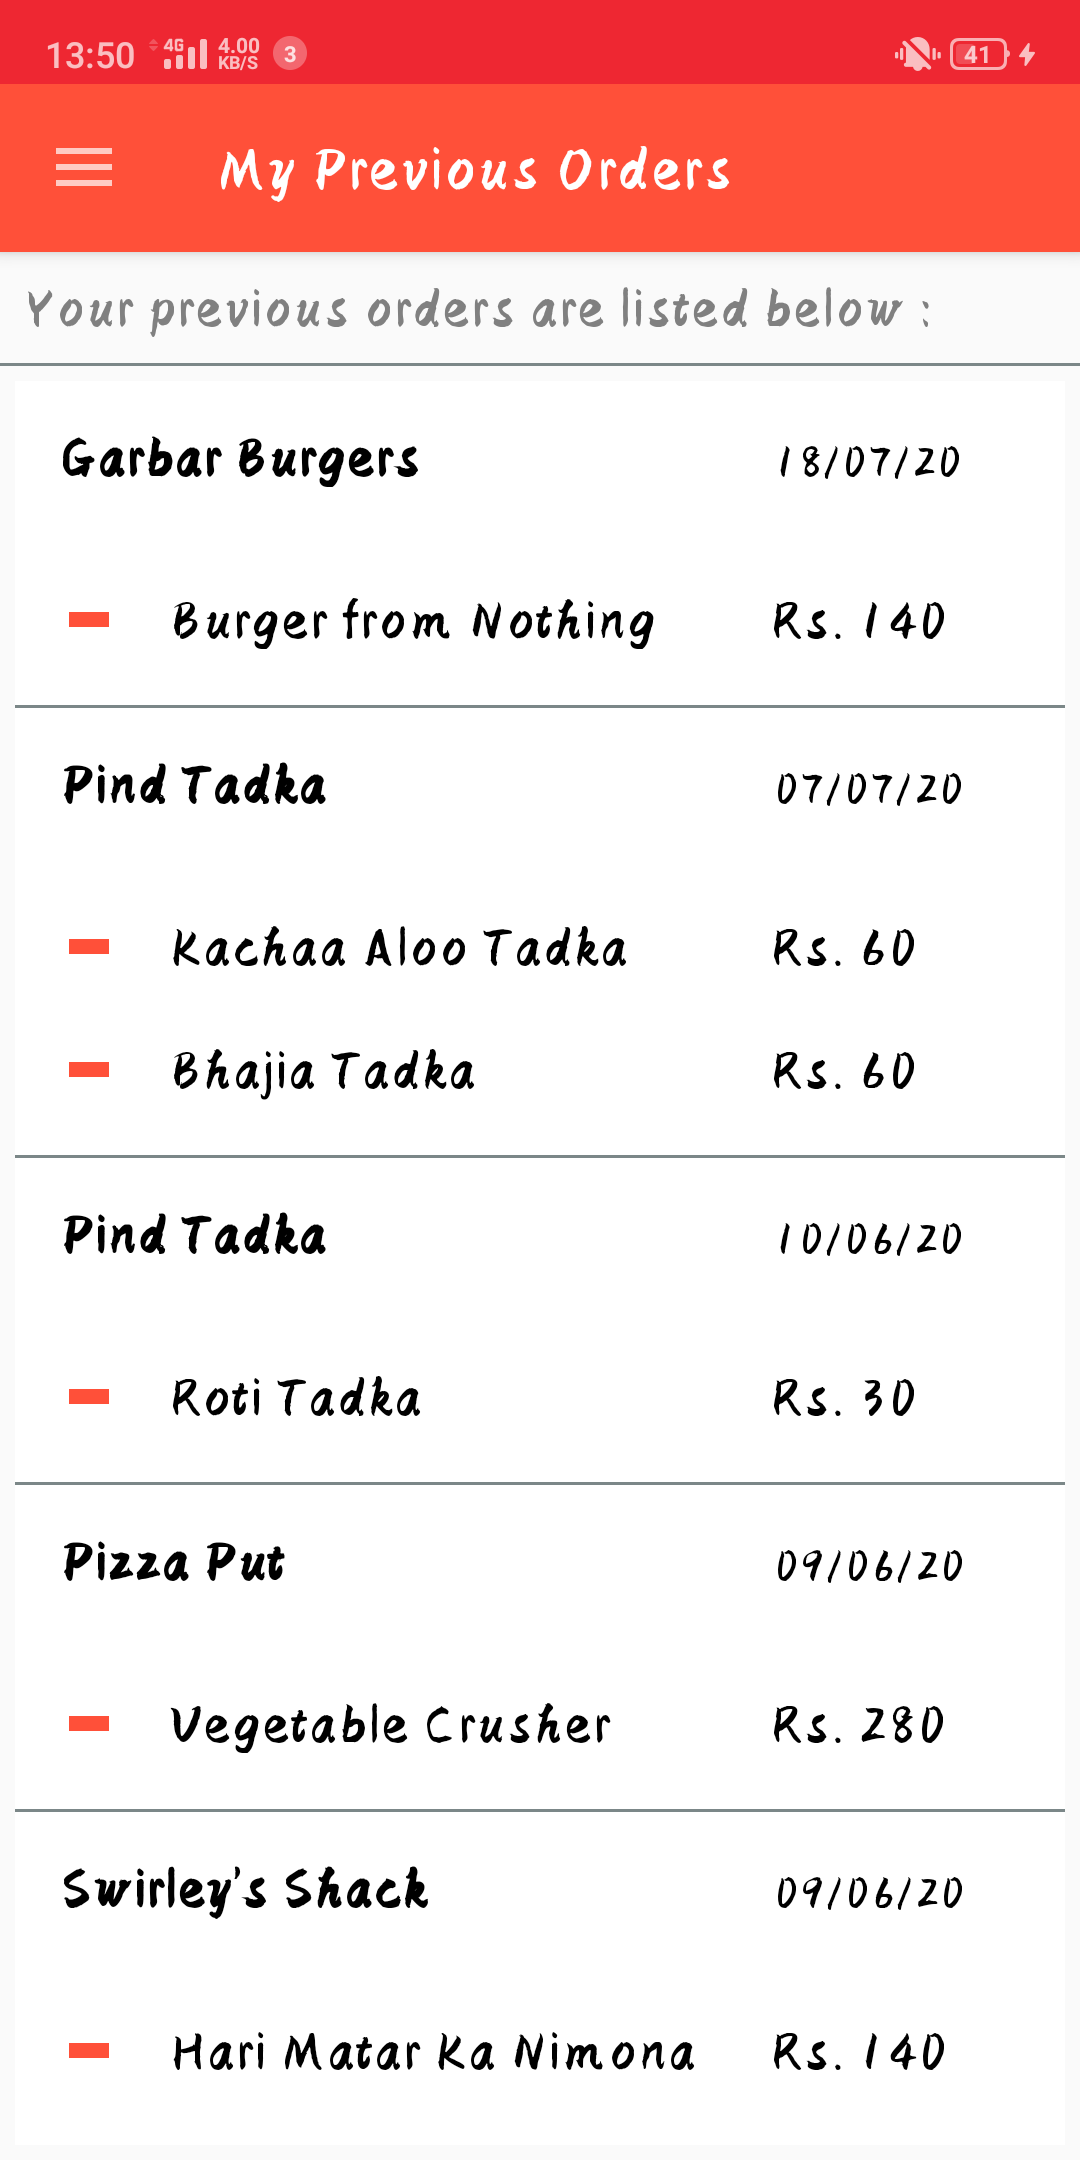 13:50 4G 4.00 KB/S 3 41
My Previous Orders
Your previous orders are listed below :
Garbar Burgers 18/07/20
Burger from Nothing Rs. 140
Pind Tadka 07/07/20
Kachaa Aloo Tadka Rs. 60
Bhajia Tadka Rs. 60
Pind Tadka 10/06/20
Roti Tadka Rs. 30
Pizza Put 09/06/20
Vegetable Crusher Rs. 280
Swirley's Shack 09/06/20
Hari Matar Ka Nimona Rs. 140